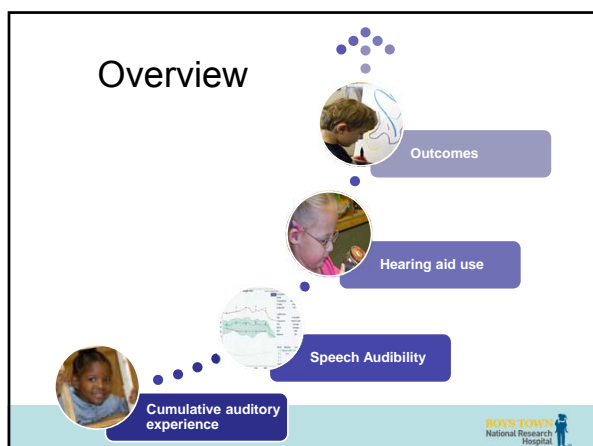 Overview
Outcomes
Hearing aid use
Speech Audibility
Cumulative auditory
experience
BOYS TOWN
National Research
Hospital